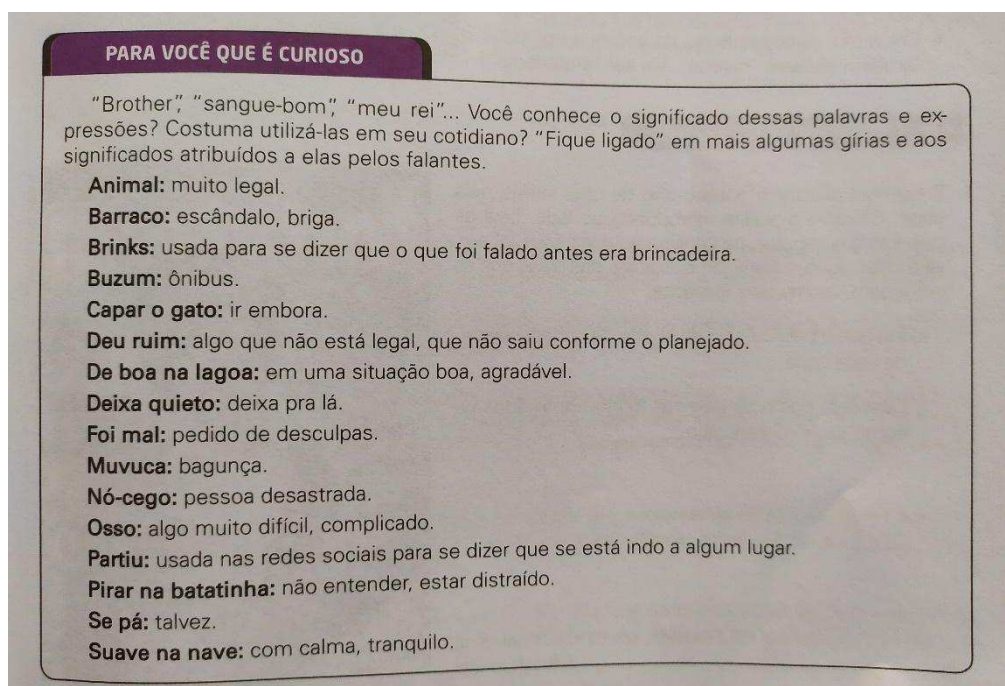 PARA VOCÊ QUE É CURIOSO
"Brother", "sangue-bom", "meu rei"... Você conhece o significado dessas palavras e ex-
pressões? Costuma utilizá-las em seu cotidiano? "Fique ligado" em mais algumas gírias e aos
significados atribuídos a elas pelos falantes.
Animal: muito legal.
Barraco: escândalo, briga.
Brinks: usada para se dizer que o que foi falado antes era brincadeira.
Buzum: ônibus.
Capar o gato: ir embora.
Deu ruim: algo que não está legal, que não saiu conforme o planejado.
De boa na lagoa: em uma situação boa, agradável.
Deixa quieto: deixa pra lá.
Foi mal: pedido de desculpas.
Muvuca: bagunça.
Nó-cego: pessoa desastrada.
Osso: algo muito difícil, complicado.
Partiu: usada nas redes sociais para se dizer que se está indo a algum lugar.
Pirar na batatinha: não entender, estar distraído.
Se pá: talvez.
Suave na nave: com calma, tranquilo.